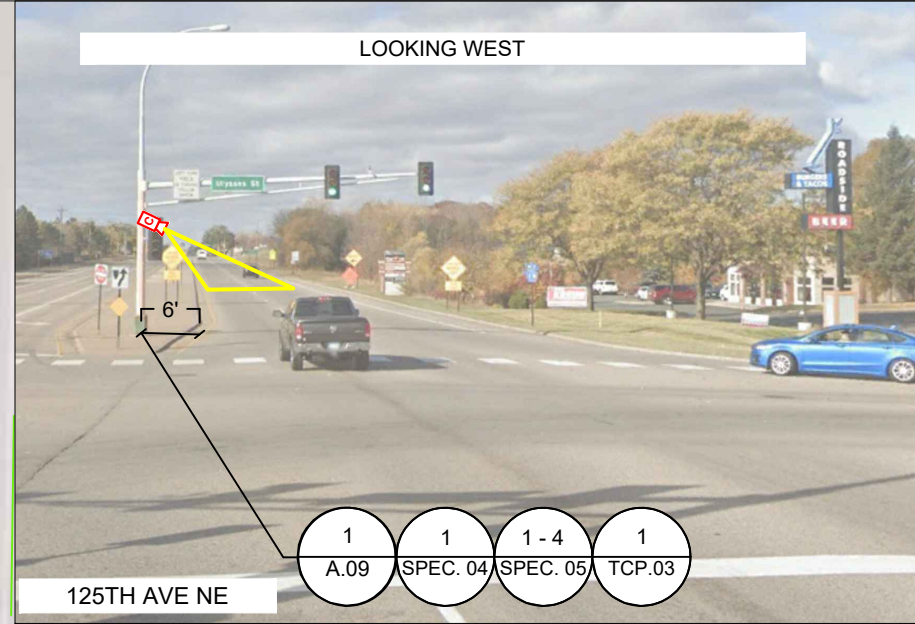 LOOKING WEST
Ulysses St
ROADSIDE
BURGERS
& TACOS
BEER
C
6'
1
A.09
1
SPEC. 04
1 - 4
SPEC. 05
1
TCP.03
125TH AVE NE